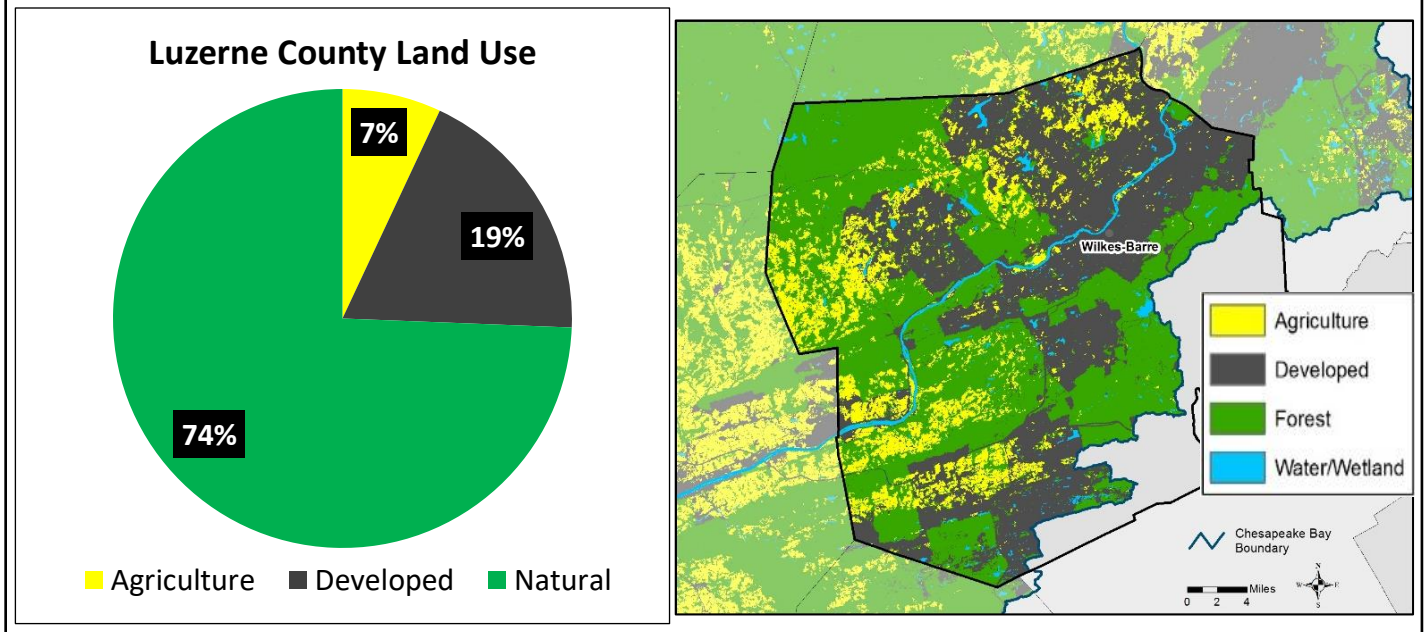 Luzerne County Land Use
7%
19%
74%
Agriculture Developed Natural
Wilkes-Barre
Agriculture
Developed
Forest
Water/Wetland
Chesapeake Bay
Boundary
Miles
0 2 4
N
W E
S